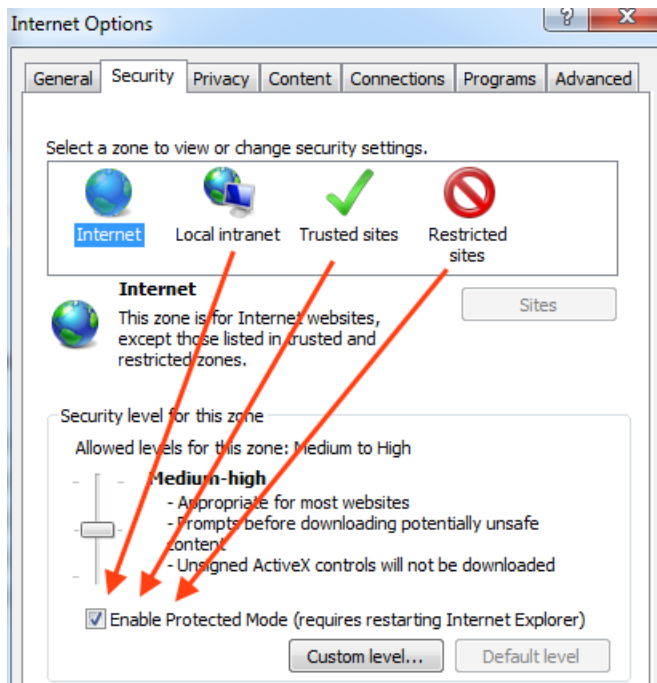 Internet Options
?
X
General Security Privacy Content Connections Programs Advanced
Select a zone to view or change security settings.
Internet Local intranet Trusted sites Restricted
sites
Internet
Sites
This zone is for Internet websites,
except those listed in trusted and
restricted zones.
Security level for this zone
Allowed levels for this zone: Medium to High
Medium-high
- Appropriate for most websites
- Prompts before downloading potentially unsafe
content
- Unsigned ActiveX controls will not be downloaded
Enable Protected Mode (requires restarting Internet Explorer)
Custom level... Default level